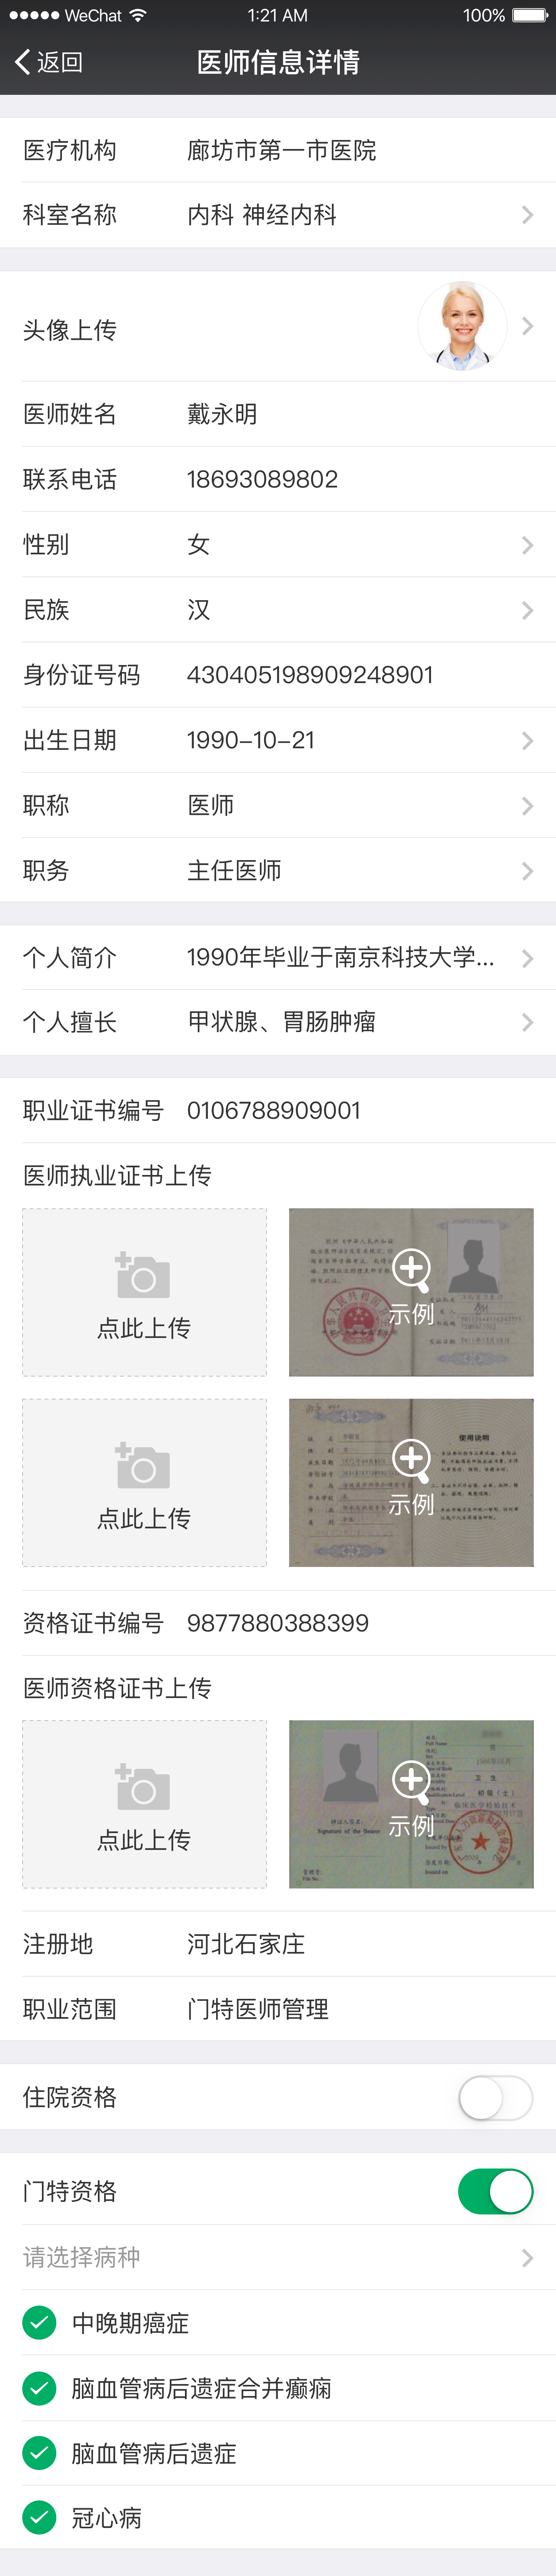 WeChat 1:21 AM 100%
返回 医师信息详情
医疗机构 廊坊市第一市医院
科室名称 内科 神经内科
头像上传
医师姓名 戴永明
联系电话 18693089802
性别 女
民族 汉
身份证号码 430405198909248901
出生日期 1990-10-21
职称 医师
职务 主任医师
个人简介 1990年毕业于南京科技大学...
个人擅长 甲状腺、胃肠肿瘤
职业证书编号 0106788909001
医师执业证书上传
点此上传 示例
点此上传 示例
使用说明
资格证书编号 9877880388399
医师资格证书上传
点此上传 示例
Signature of the Bearer
注册地 河北石家庄
职业范围 门特医师管理
住院资格
门特资格
请选择病种
中晚期癌症
脑血管病后遗症合并癫痫
脑血管病后遗症
冠心病